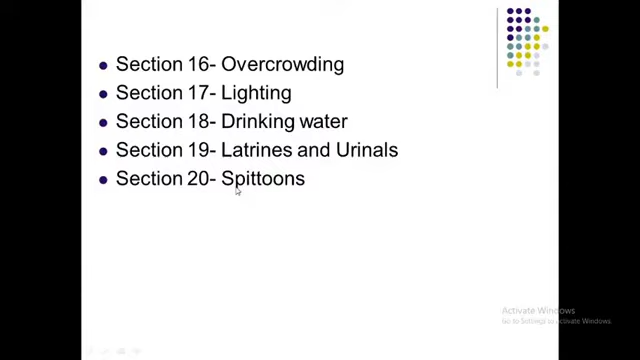 Section 16- Overcrowding
Section 17- Lighting
Section 18- Drinking water
Section 19- Latrines and Urinals
Section 20- Spittoons
Activate Windows
Go to Settings to activate Windows.